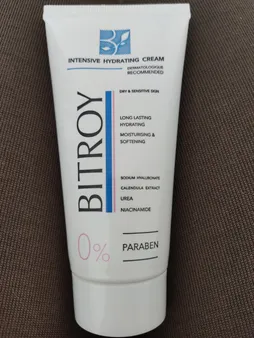 INTENSIVE HYDRATING CREAM
DERMATOLOGIQUE
RECOMMENDED
BITROY
DRY & SENSITIVE SKIN
LONG LASTING
HYDRATING
MOISTURISING &
SOFTENING
SODIUM HYALURONATE
CALENDULA EXTRACT
UREA
NIACINAMIDE
0%
PARABEN